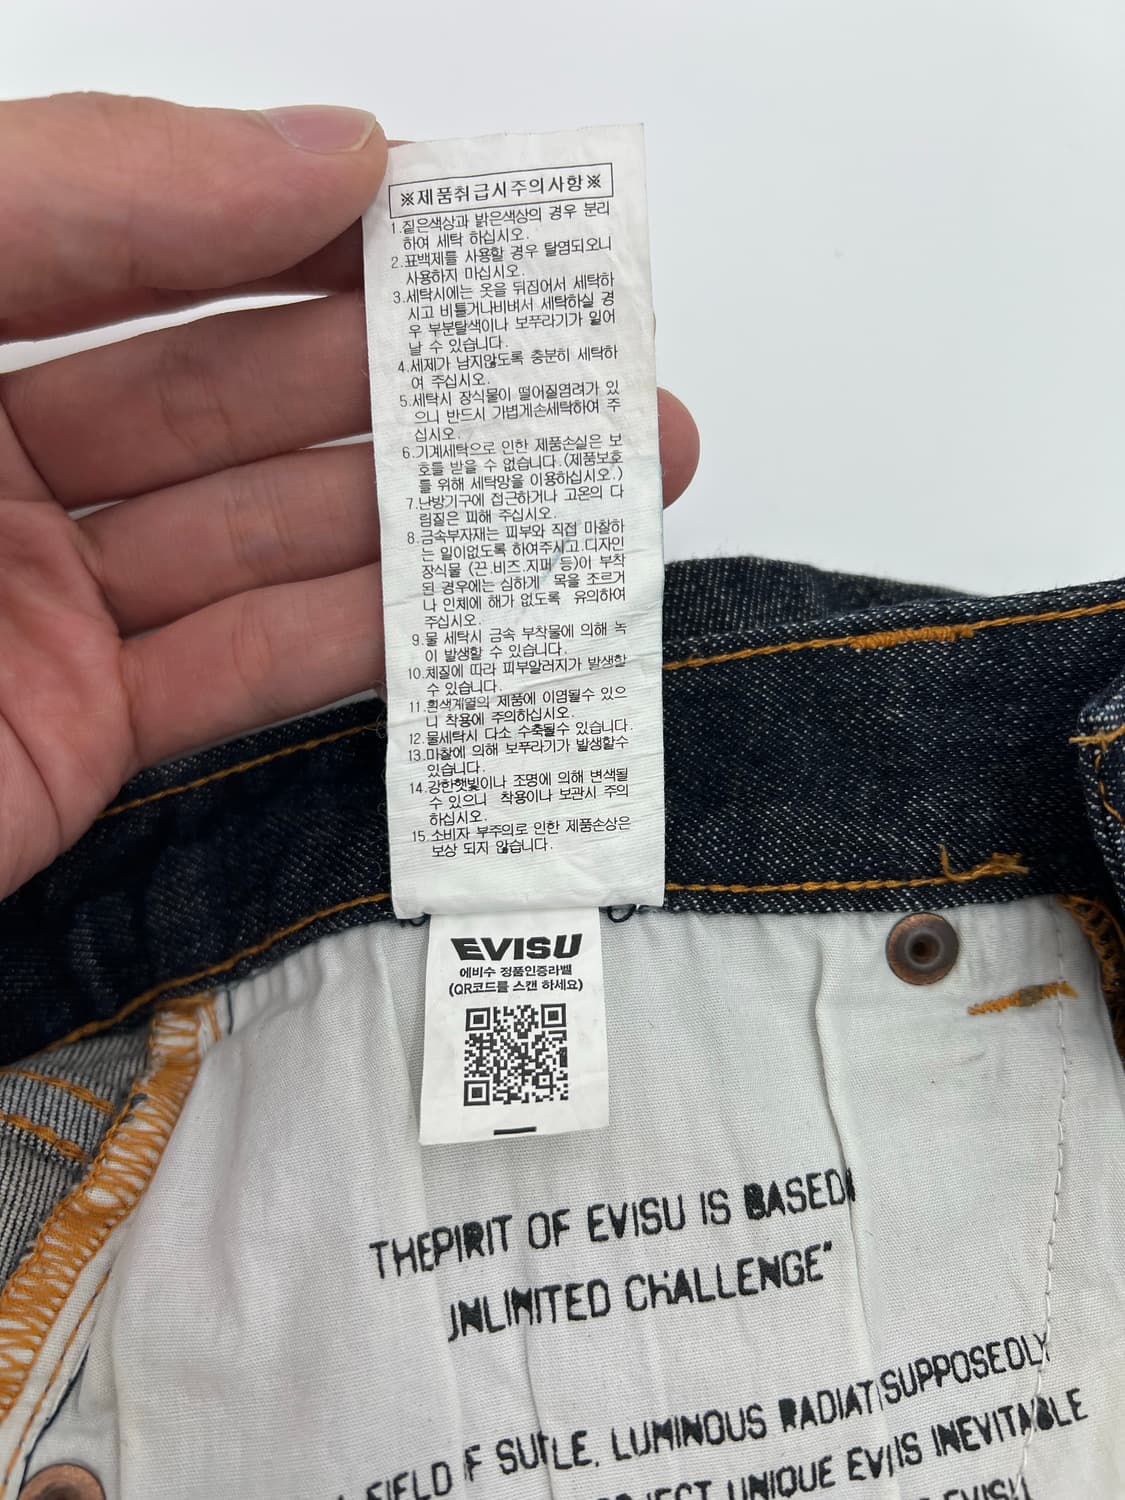 ※제품취급시주의사항※
1.짙은색상과 밝은색상의 경우 분리
하여 세탁 하십시오.
2.표백제를 사용할 경우 탈염되오니
사용하지 마십시오.
3.세탁시에는 옷을 뒤집어서 세탁하
시고 비틀거나비벼서 세탁하실 경
우 부분탈색이나 보푸라기가 일어
날 수 있습니다.
4.세제가 남지않도록 충분히 세탁하
여 주십시오.
5.세탁시 장식물이 떨어질염려가 있
으니 반드시 가볍게손세탁하여 주
십시오.
6.기계세탁으로 인한 제품손실은 보
호를 받을 수 없습니다.(제품보호
를 위해 세탁망을 이용하십시오.)
7.난방기구에 접근하거나 고온의 다
림질은 피해 주십시오.
8.금속부자재는 피부와 직접 마찰하
는 일이없도록 하여주시고.디자인
장식물 (끈.비즈.지퍼 등)이 부착
된 경우에는 심하게 목을 조르거
나 인체에 해가 없도록 유의하여
주십시오.
9.물 세탁시 금속 부착물에 의해 녹
이 발생할 수 있습니다.
10.체질에 따라 피부알러지가 발생할
수 있습니다.
11.흰색계열의 제품에 이염될수 있으
니 착용에 주의하십시오.
12.물세탁시 다소 수축될수 있습니다.
13.마찰에 의해 보푸라기가 발생할수
있습니다.
14.강한햇빛이나 조명에 의해 변색될
수 있으니 착용이나 보관시 주의
하십시오.
15.소비자 부주의로 인한 제품손상은
보상 되지 않습니다.
EVISU
에비수 정품인증라벨
(QR코드를 스캔 하세요)
THEPIRIT OF EVISU IS BASED
UNLIMITED CHALLENGE"
FIELD F SUTLE, LUMINOUS RADIAT SUPPOSEDLY
UNIQUE EVI IS INEVITABLE
EVISU